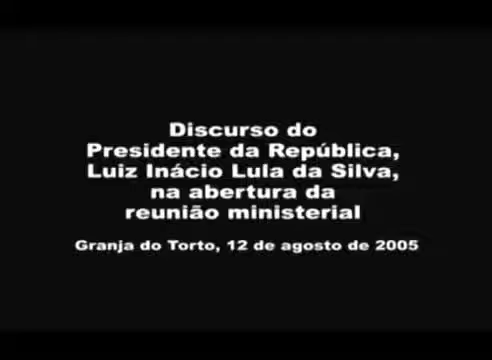 Discurso do
Presidente da República,
Luiz Inácio Lula da Silva,
na abertura da
reunião ministerial
Granja do Torto, 12 de agosto de 2005